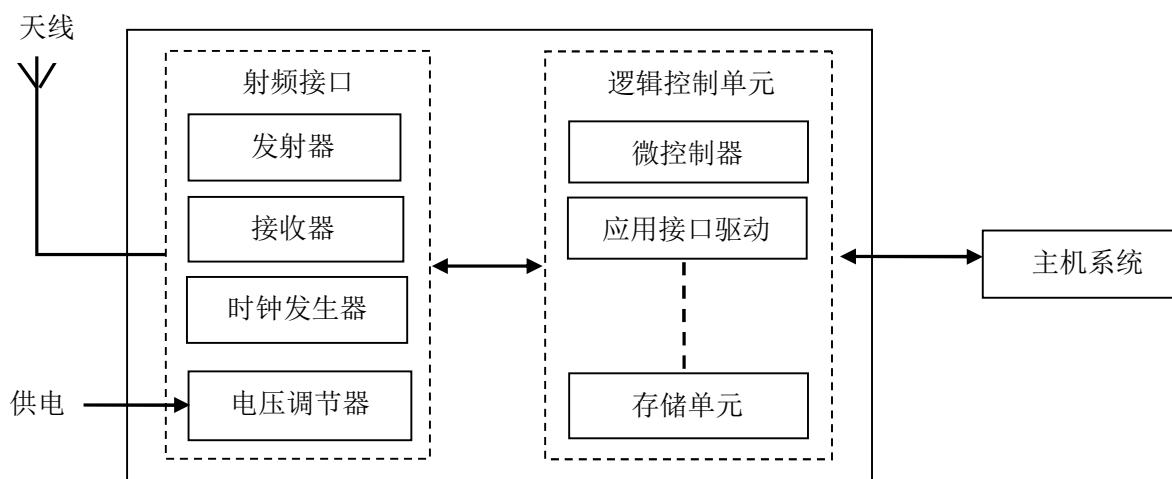 天线
射频接口
发射器
接收器
时钟发生器
电压调节器
供电
逻辑控制单元
微控制器
应用接口驱动
存储单元
主机系统